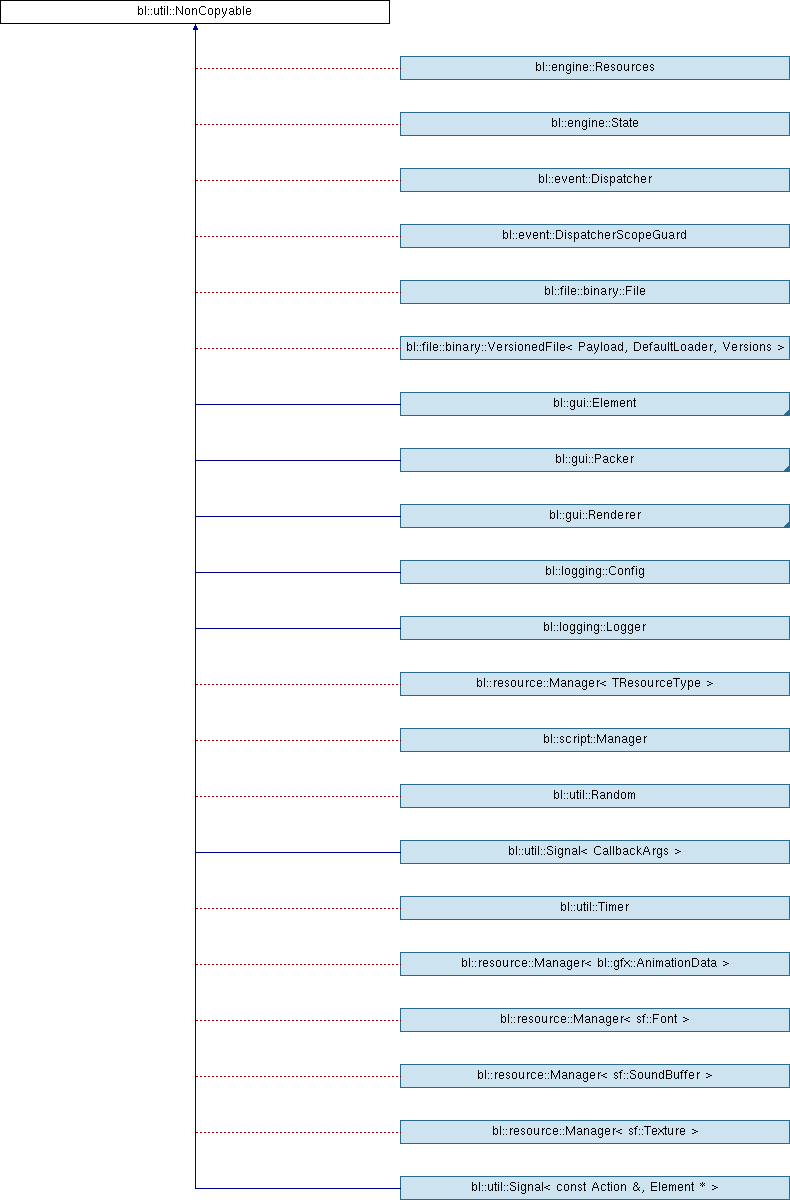 bl::util::NonCopyable
bl::engine::Resources
bl::engine::State
bl::event::Dispatcher
bl::event::DispatcherScopeGuard
bl::file::binary::File
bl::file::binary::VersionedFile< Payload, DefaultLoader, Versions >
bl::gui::Element
bl::gui::Packer
bl::gui::Renderer
bl::logging::Config
bl::logging::Logger
bl::resource::Manager< TResourceType >
bl::script::Manager
bl::util::Random
bl::util::Signal< CallbackArgs >
bl::util::Timer
bl::resource::Manager< bl::gfx::AnimationData >
bl::resource::Manager< sf::Font >
bl::resource::Manager< sf::SoundBuffer >
bl::resource::Manager< sf::Texture >
bl::util::Signal< const Action &, Element * >